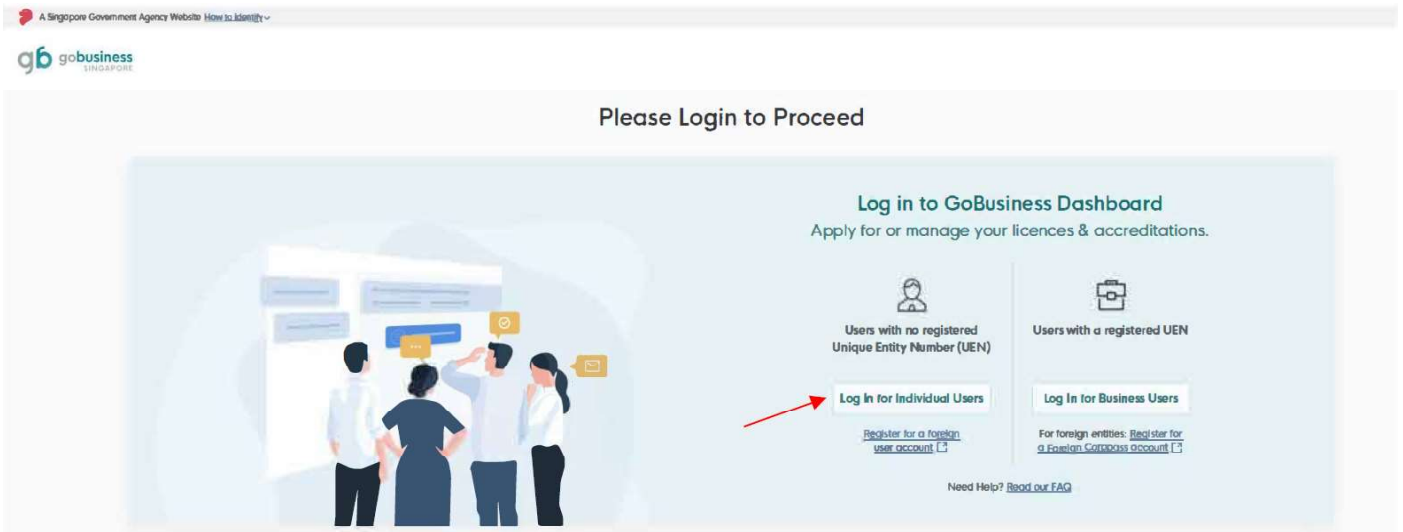 A Singapore Government Agency Website How to identify
gb gobusiness
SINGAPORE
Please Login to Proceed
Log in to GoBusiness Dashboard
Apply for or manage your licences & accreditations.
Users with no registered
Unique Entity Number (UEN)
Users with a registered UEN
Log In for Individual Users
Log In for Business Users
Register for a foreign
user account
For foreign entities: Register for
a Foreign Corppass account
Need Help? Read our FAQ